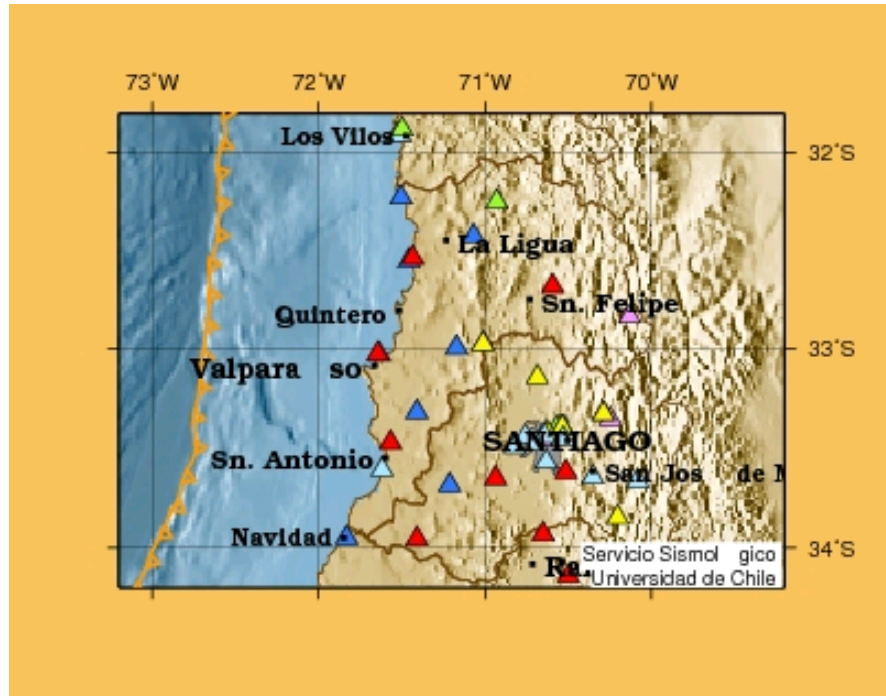 73°W 72°W 71°W 70°W
Los Vilos
32°S
La Ligua
Sn. Felipe
Quintero
33°S
Valpara so
SANTIAGO
Sn. Antonio
San Jos de M
Navidad
34°S
Servicio Sismol gico
Ra.
Universidad de Chile